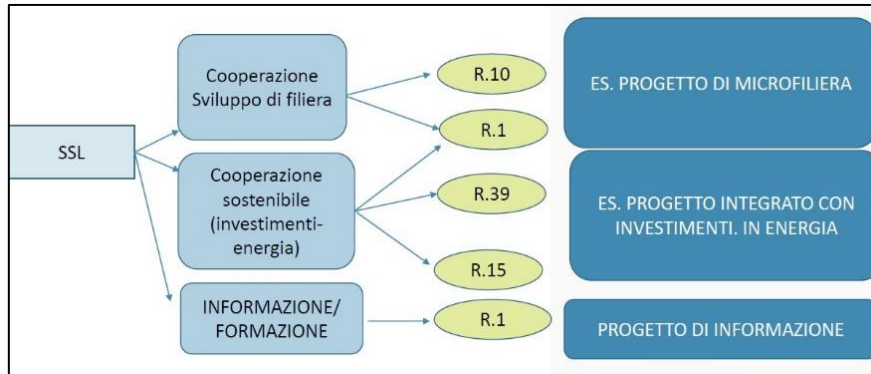 SSL
Cooperazione
Sviluppo di filiera
R.10
R.1
ES. PROGETTO DI MICROFILIERA
Cooperazione
sostenibile
(investimenti-
energia)
R.39
R.15
ES. PROGETTO INTEGRATO CON
INVESTIMENTI. IN ENERGIA
INFORMAZIONE/
FORMAZIONE
R.1
PROGETTO DI INFORMAZIONE